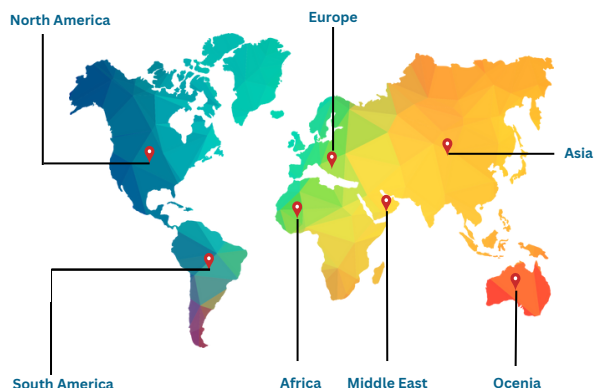 North America
Europe
Asia
South America
Africa
Middle East
Ocenia